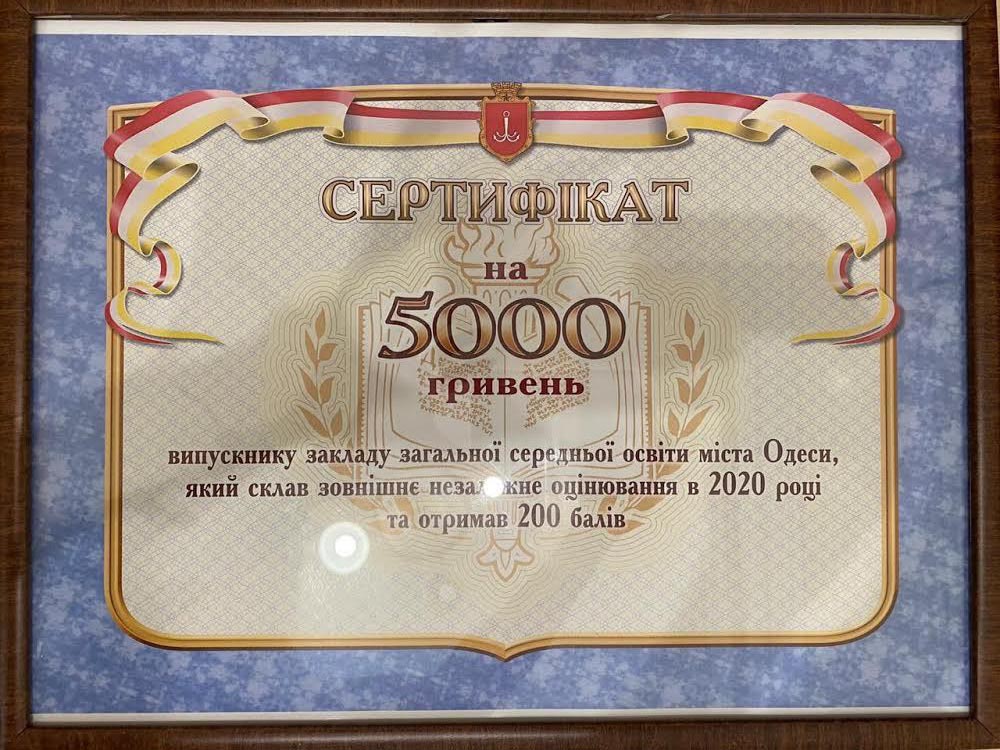 СЕРТИФІКАТ
на
5000
гривень
випускнику закладу загальної середньої освіти міста Одеси,
який склав зовнішнє незалежне оцінювання в 2020 році
та отримав 200 балів